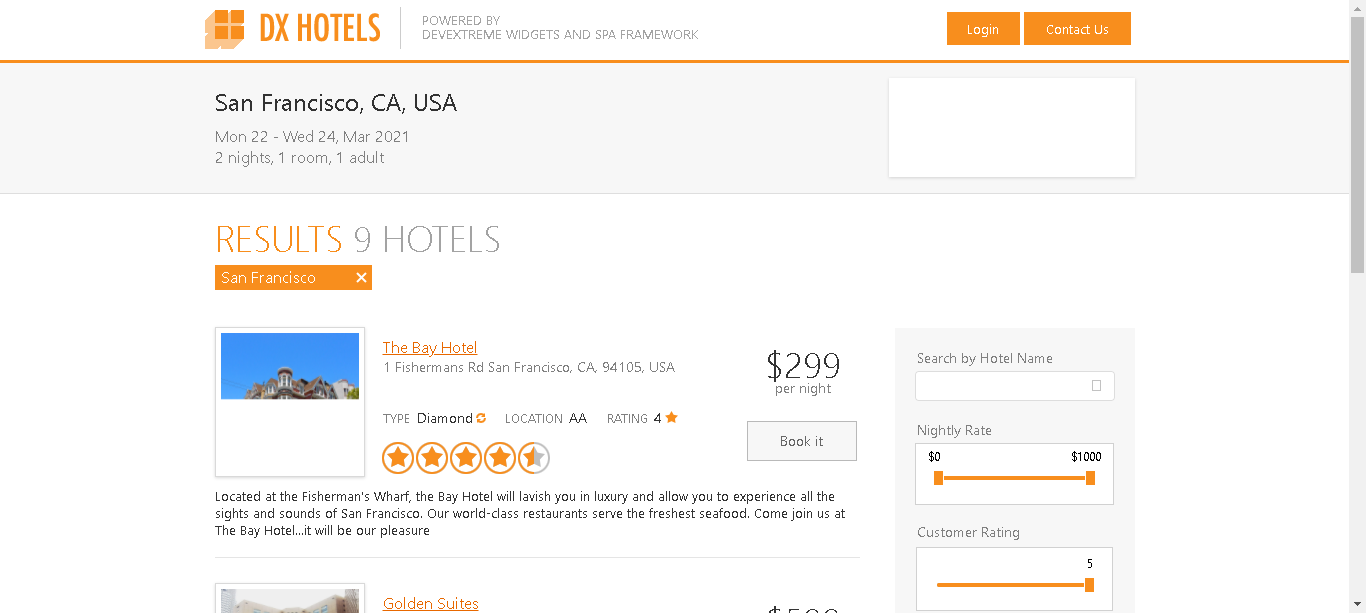 DX HOTELS
POWERED BY
DEVEXTREME WIDGETS AND SPA FRAMEWORK
Login
Contact Us
San Francisco, CA, USA
Mon 22 - Wed 24, Mar 2021
2 nights, 1 room, 1 adult
RESULTS 9 HOTELS
San Francisco
The Bay Hotel
1 Fishermans Rd San Francisco, CA, 94105, USA
TYPE Diamond LOCATION AA RATING 4
$299
per night
Book it
Located at the Fisherman's Wharf, the Bay Hotel will lavish you in luxury and allow you to experience all the
sights and sounds of San Francisco. Our world-class restaurants serve the freshest seafood. Come join us at
The Bay Hotel...it will be our pleasure
Golden Suites
Search by Hotel Name
Nightly Rate
$0 $1000
Customer Rating
5